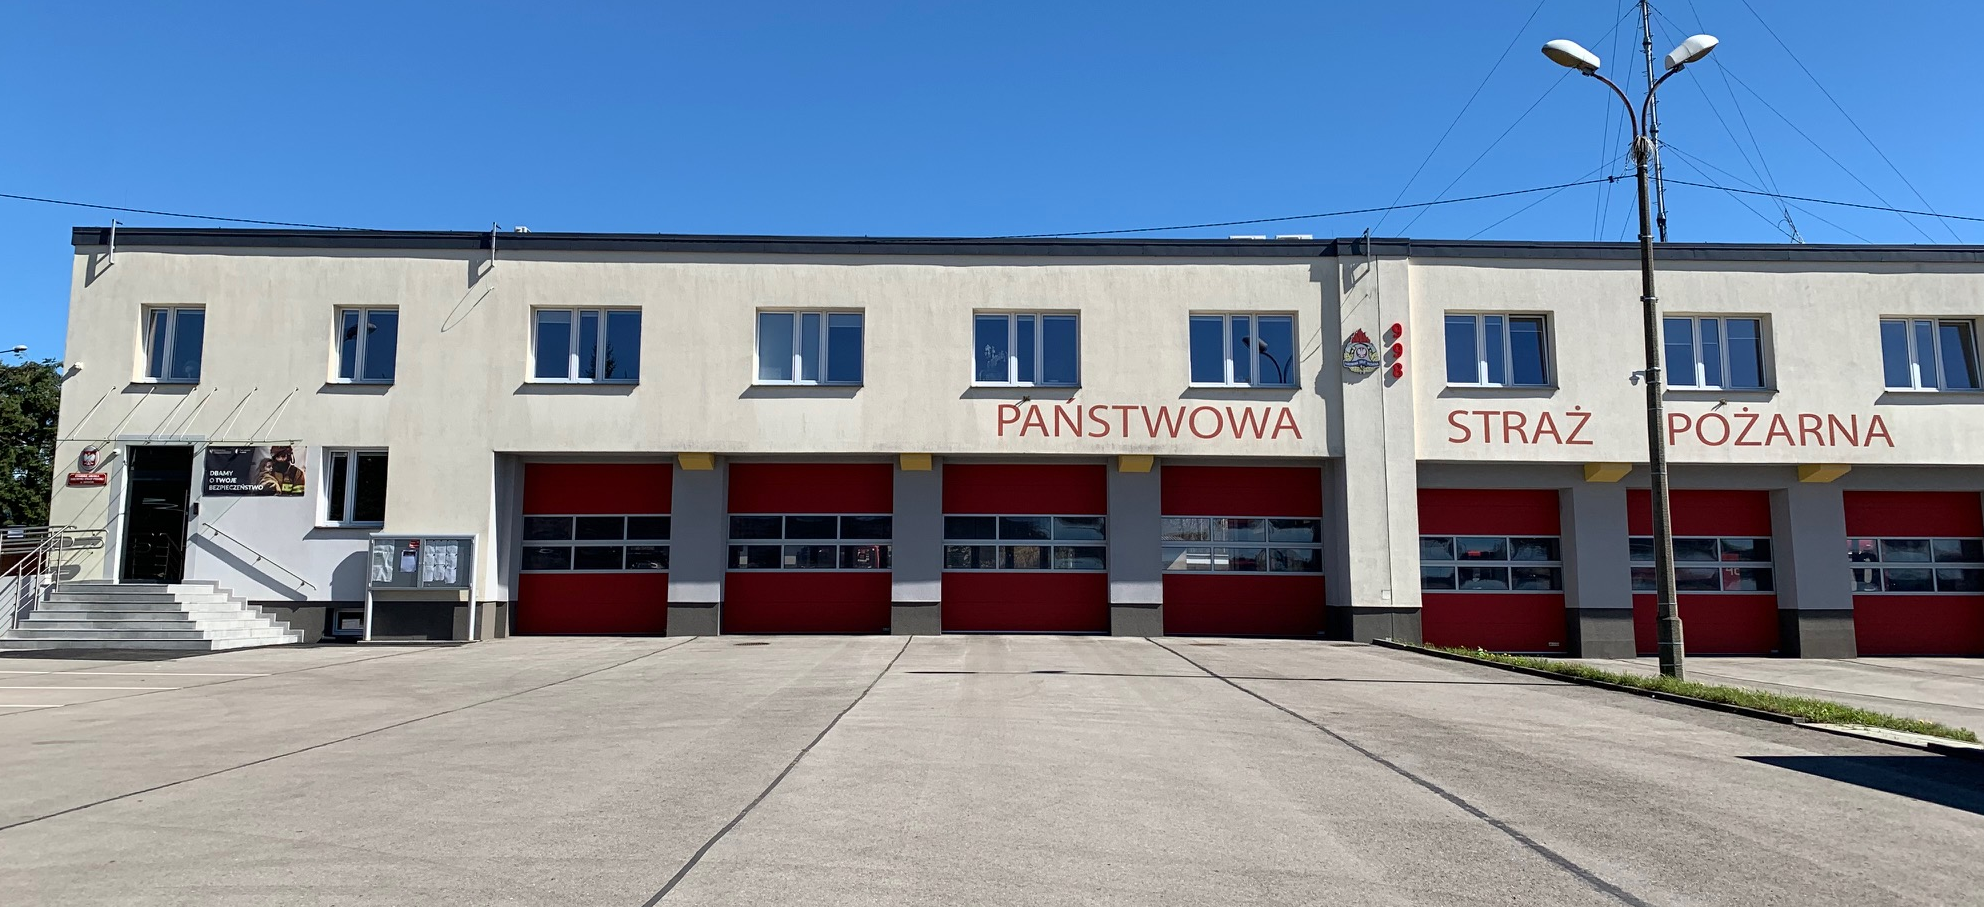 PAŃSTWOWA STRAŻ POŻARNA
998
DBAMY
O TWOJE
BEZPIECZEŃSTWO